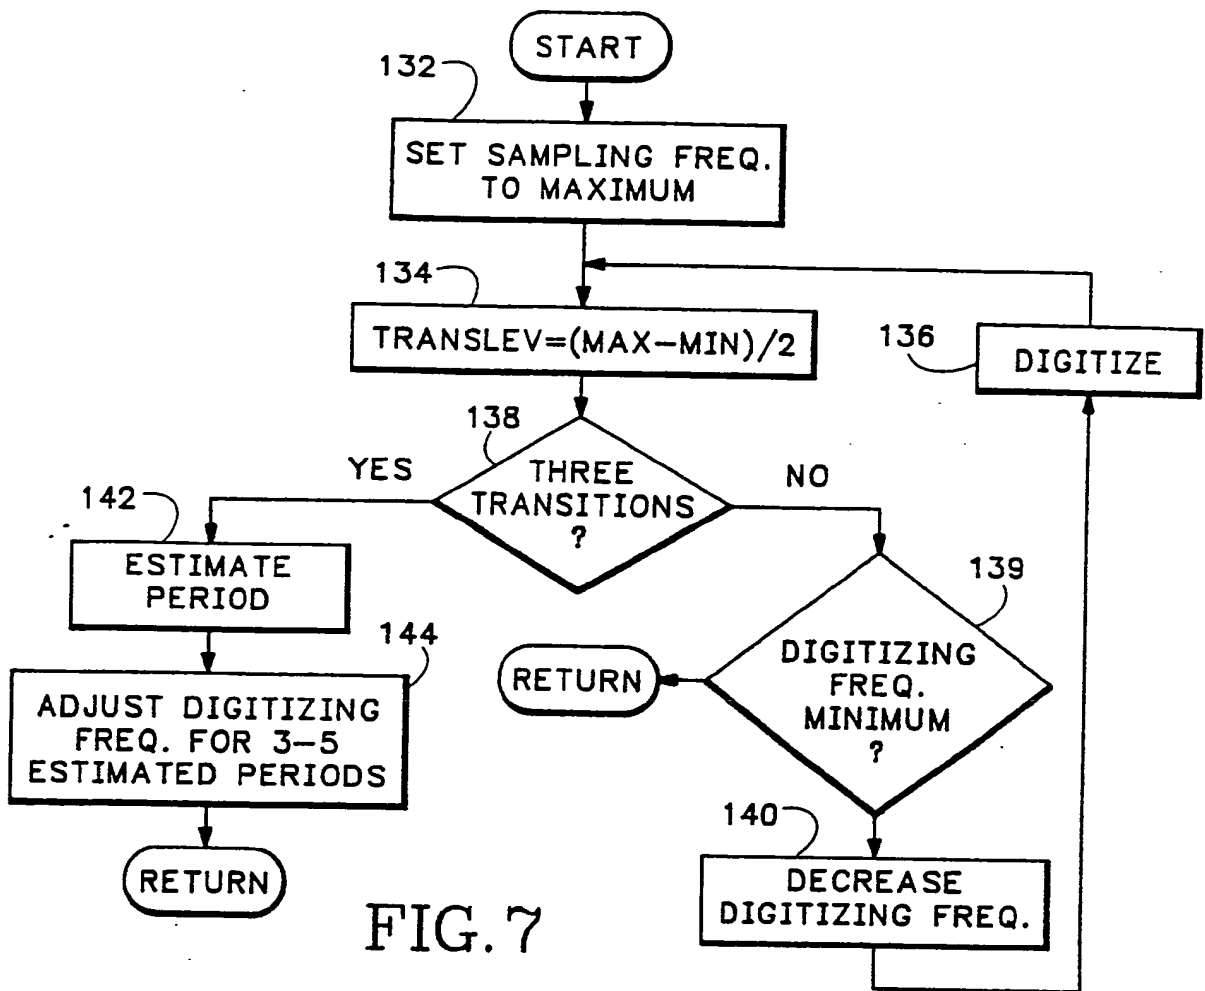 START
132
SET SAMPLING FREQ.
TO MAXIMUM
134
TRANSLEV=(MAX-MIN)/2
136
DIGITIZE
138
THREE
TRANSITIONS
?
YES
NO
142
ESTIMATE
PERIOD
139
DIGITIZING
FREQ.
MINIMUM
?
RETURN
144
ADJUST DIGITIZING
FREQ. FOR 3-5
ESTIMATED PERIODS
140
DECREASE
DIGITIZING FREQ.
RETURN
FIG. 7